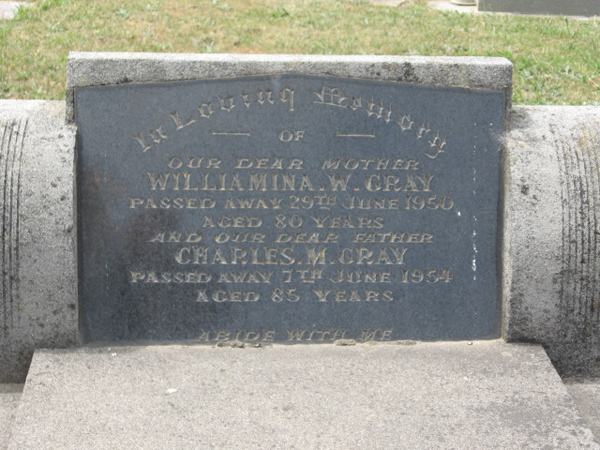 In Loving Memory
OF
OUR DEAR MOTHER
WILLIAMINA. W. GRAY
PASSED AWAY 29TH JUNE 1950
AGED 80 YEARS
AND OUR DEAR FATHER
CHARLES. M. GRAY
PASSED AWAY 7TH JUNE 1954
AGED 85 YEARS
ABIDE WITH ME